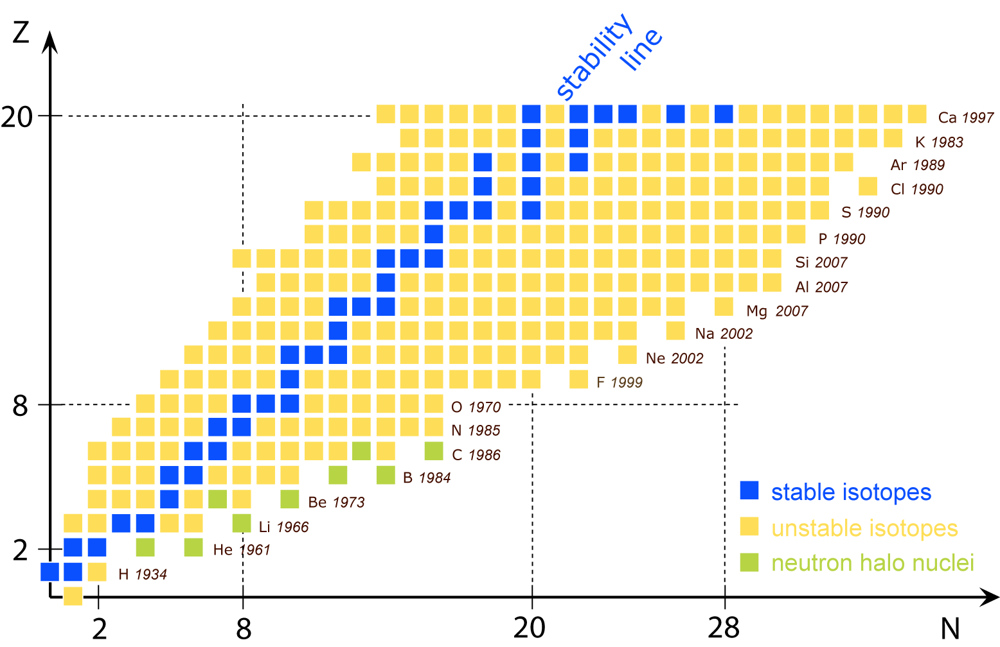 Z
stability
line
20
Ca 1997
K 1983
Ar 1989
Cl 1990
S 1990
P 1990
Si 2007
Al 2007
Mg 2007
Na 2002
Ne 2002
F 1999
8
O 1970
N 1985
C 1986
B 1984
Be 1973
Li 1966
2
He 1961
H 1934
stable isotopes
unstable isotopes
neutron halo nuclei
2
8
20
28
N